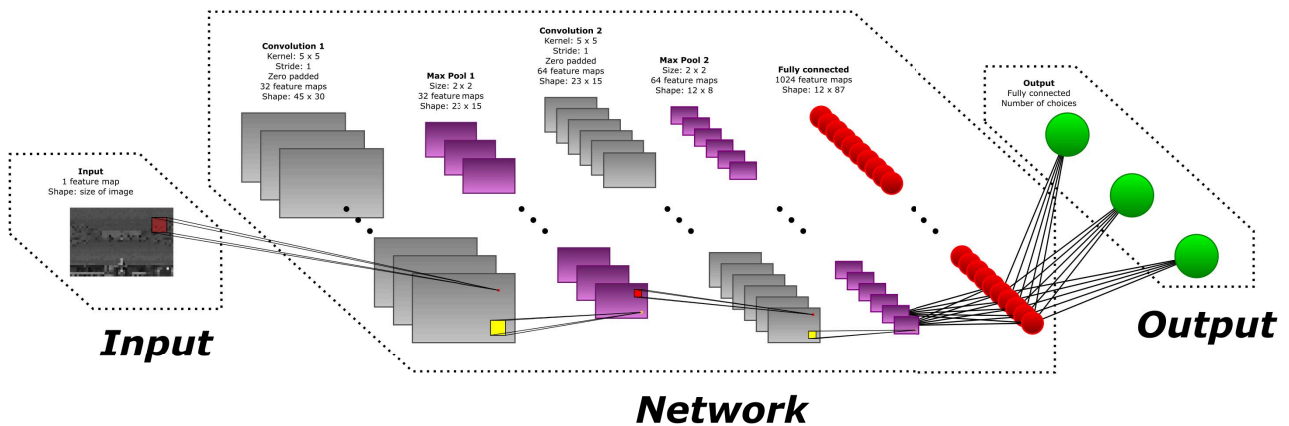 Input
1 feature map
Shape: size of image
Convolution 1
Kernel: 5 x 5
Stride: 1
Zero padded
32 feature maps
Shape: 45 x 30
Max Pool 1
Size: 2 x 2
32 feature maps
Shape: 23 x 15
Convolution 2
Kernel: 5 x 5
Stride: 1
Zero padded
64 feature maps
Shape: 23 x 15
Max Pool 2
Size: 2 x 2
64 feature maps
Shape: 12 x 8
Fully connected
1024 feature maps
Shape: 12 x 87
Output
Fully connected
Number of choices
Input
Network
Output